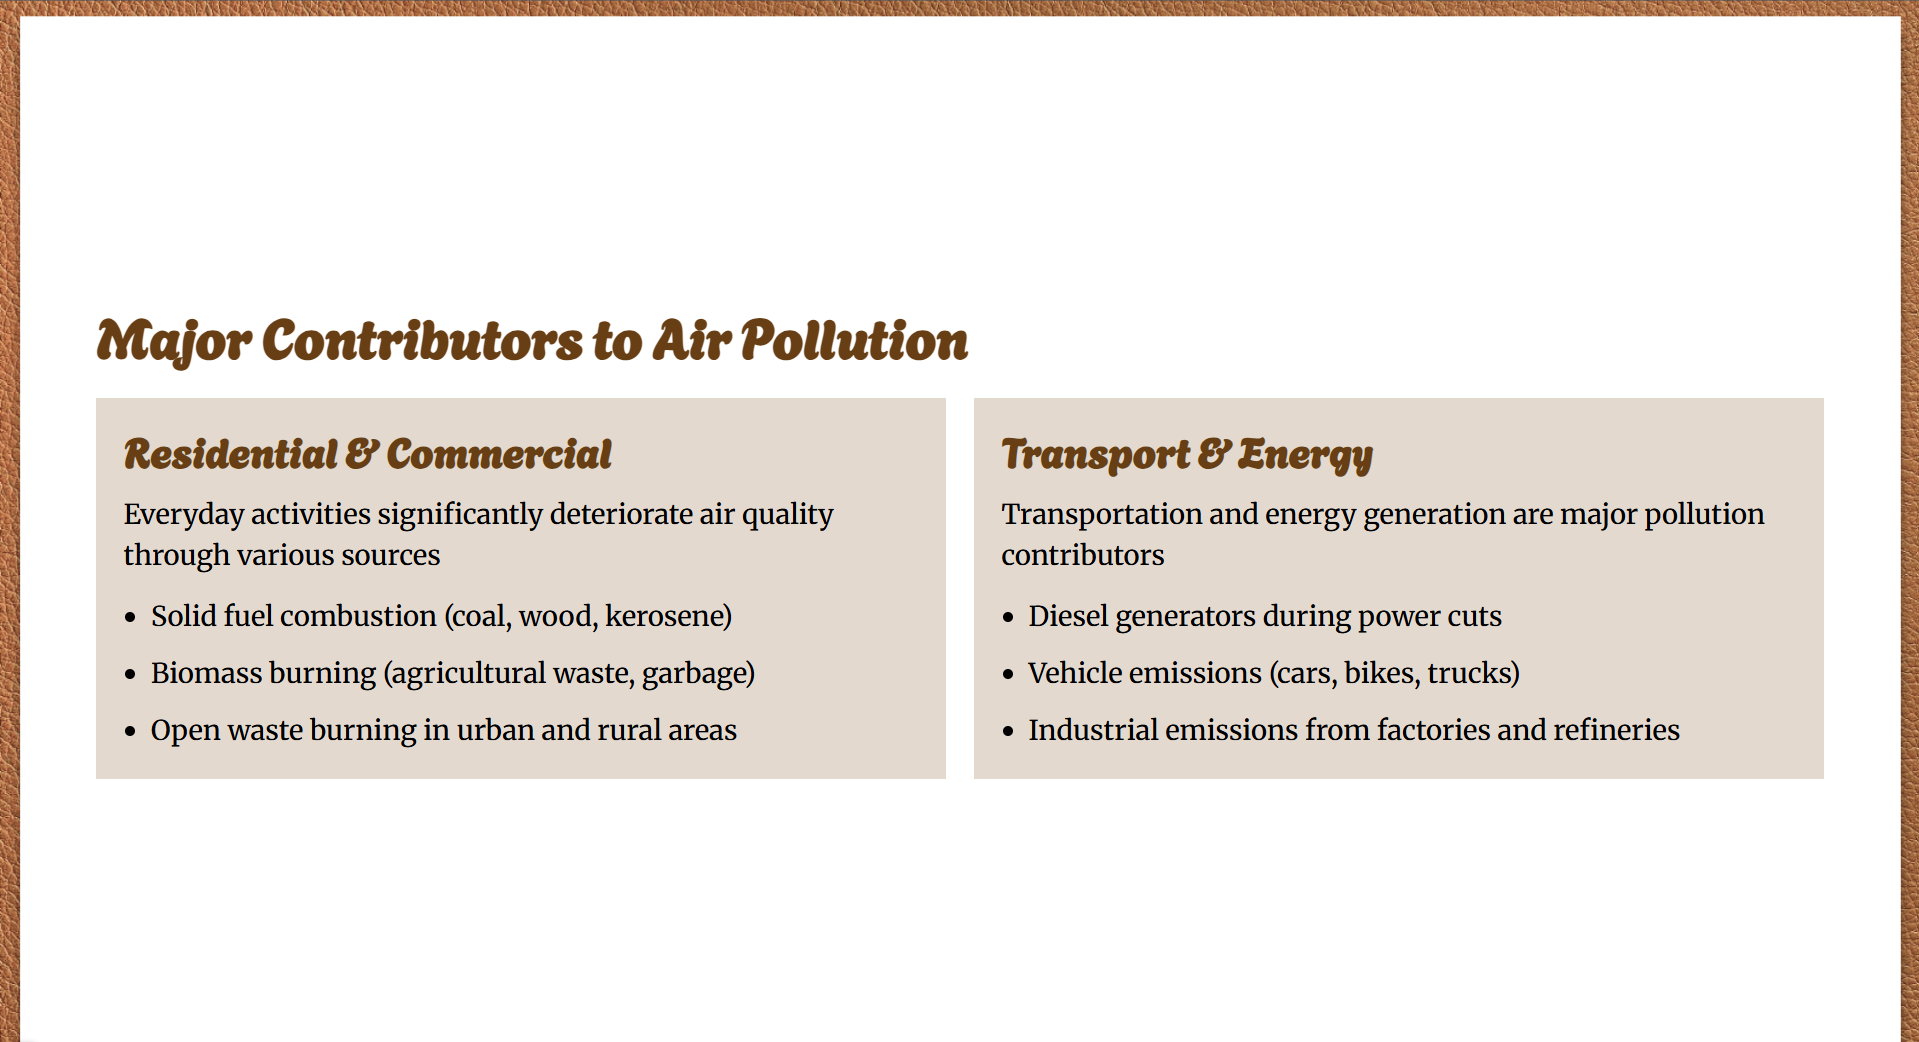 Major Contributors to Air Pollution
Residential & Commercial
Everyday activities significantly deteriorate air quality
through various sources
• Solid fuel combustion (coal, wood, kerosene)
• Biomass burning (agricultural waste, garbage)
• Open waste burning in urban and rural areas
Transport & Energy
Transportation and energy generation are major pollution
contributors
• Diesel generators during power cuts
• Vehicle emissions (cars, bikes, trucks)
• Industrial emissions from factories and refineries